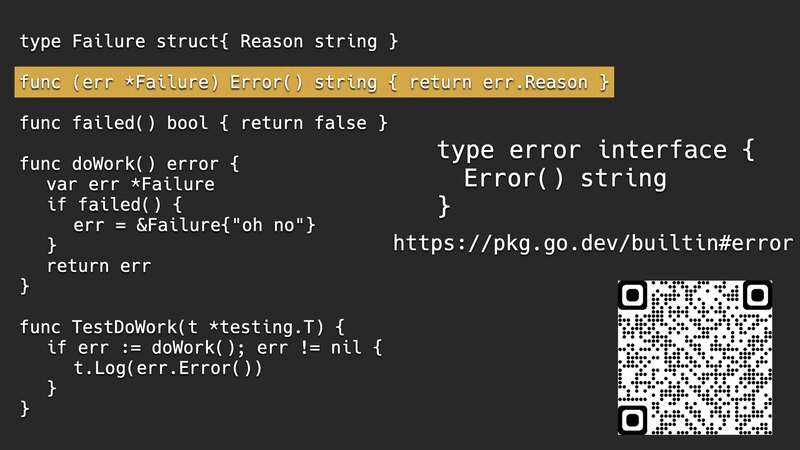 type Failure struct{ Reason string }
func (err *Failure) Error() string { return err.Reason }
func failed() bool { return false }
func doWork() error {
var err *Failure
if failed() {
err = &Failure{"oh no"}
}
return err
}
func TestDoWork(t *testing.T) {
if err := doWork(); err != nil {
t.Log(err.Error())
}
}
type error interface {
Error() string
}
https://pkg.go.dev/builtin#error